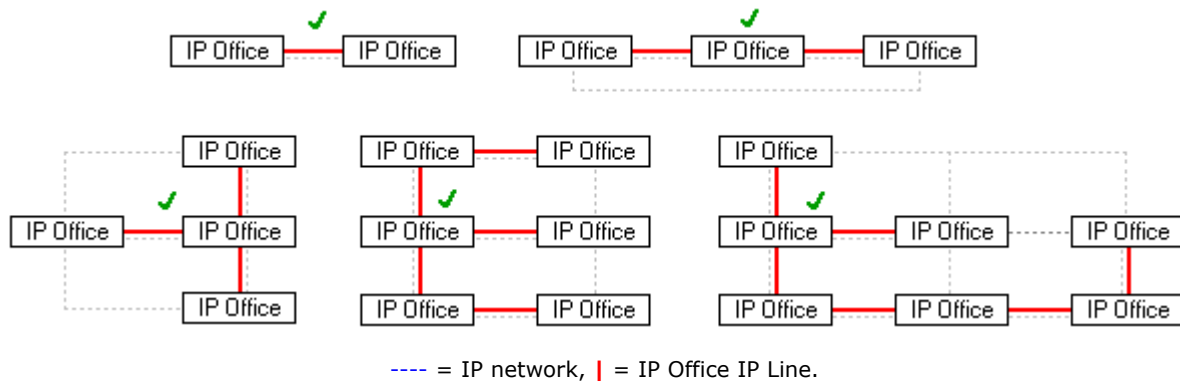 IP Office IP Office IP Office IP Office IP Office
IP Office IP Office IP Office IP Office
IP Office IP Office IP Office IP Office IP Office IP Office IP Office
IP Office IP Office IP Office IP Office IP Office IP Office
---- = IP network, | = IP Office IP Line.